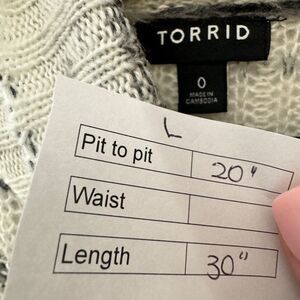 TORRID
0
MADE IN
CAMBODIA
L
Pit to pit 20"
Waist
Length 30"